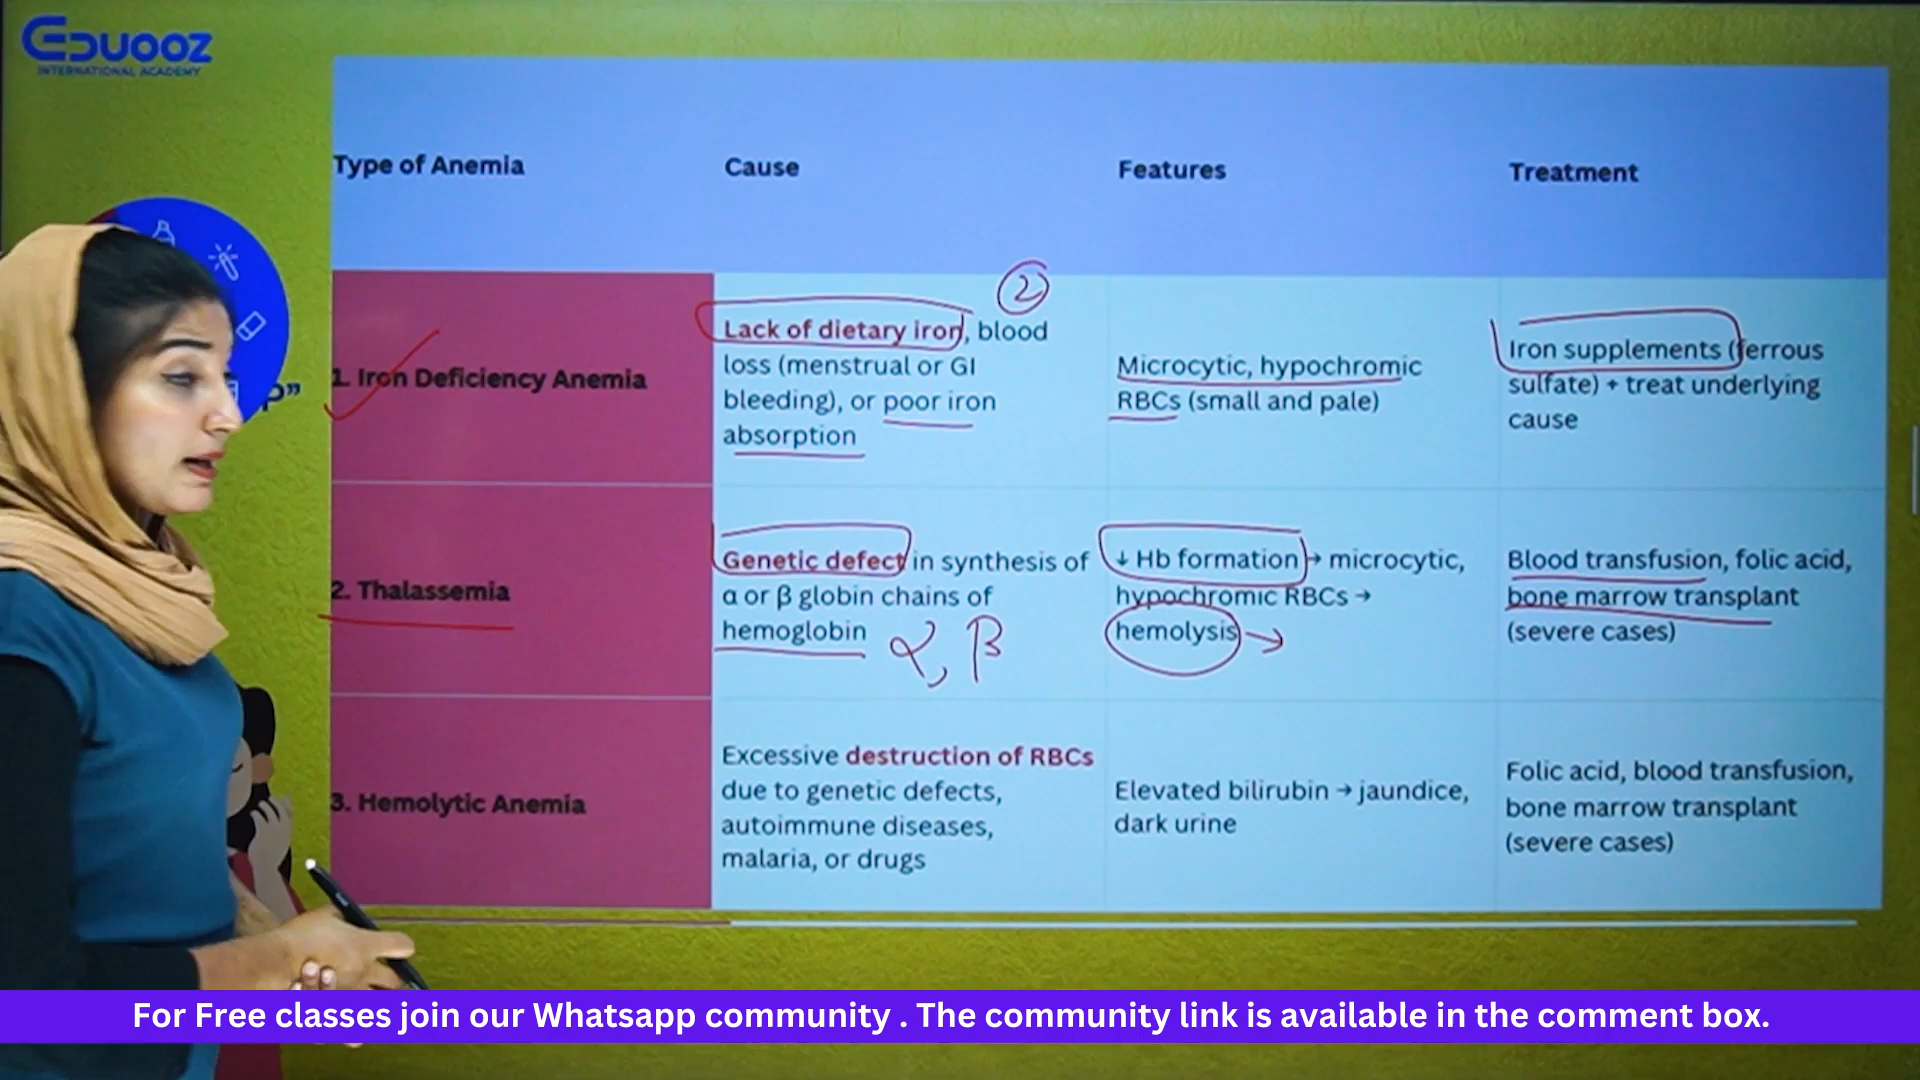 EDUOOZ
INTERNATIONAL ACADEMY
Type of Anemia
Cause
Features
Treatment
P”
1. Iron Deficiency Anemia
②
Lack of dietary iron, blood
loss (menstrual or GI
bleeding), or poor iron
absorption
Microcytic, hypochromic
RBCs (small and pale)
Iron supplements (ferrous
sulfate) + treat underlying
cause
2. Thalassemia
Genetic defect in synthesis of
α or β globin chains of
hemoglobin
α, β
↓ Hb formation → microcytic,
hypochromic RBCs →
hemolysis →
Blood transfusion, folic acid,
bone marrow transplant
(severe cases)
3. Hemolytic Anemia
Excessive destruction of RBCs
due to genetic defects,
autoimmune diseases,
malaria, or drugs
Elevated bilirubin → jaundice,
dark urine
Folic acid, blood transfusion,
bone marrow transplant
(severe cases)
For Free classes join our Whatsapp community . The community link is available in the comment box.